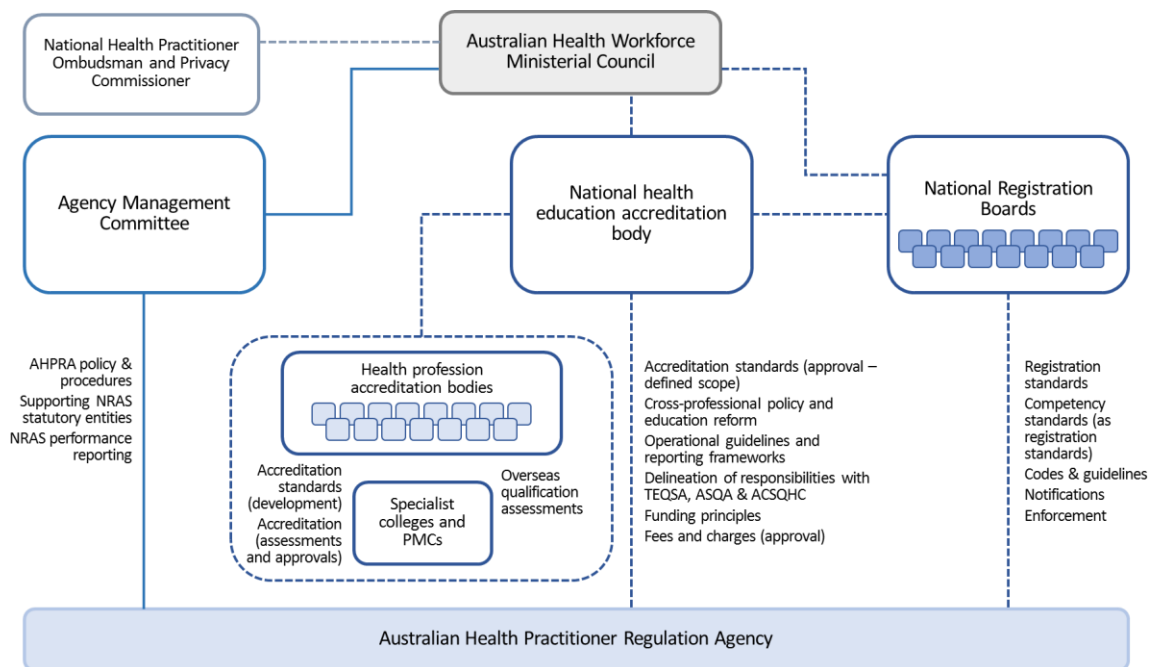 National Health Practitioner
Ombudsman and Privacy
Commissioner
Australian Health Workforce
Ministerial Council
Agency Management
Committee
National health
education accreditation
body
National Registration
Boards
AHPRA policy &
procedures
Supporting NRAS
statutory entities
NRAS performance
reporting
Health profession
accreditation bodies
Accreditation
standards
(development)
Accreditation
(assessments
and approvals)
Specialist
colleges and
PMCs
Overseas
qualification
assessments
Accreditation standards (approval –
defined scope)
Cross-professional policy and
education reform
Operational guidelines and
reporting frameworks
Delineation of responsibilities with
TEQSA, ASQA & ACSQHC
Funding principles
Fees and charges (approval)
Registration
standards
Competency
standards (as
registration
standards)
Codes & guidelines
Notifications
Enforcement
Australian Health Practitioner Regulation Agency